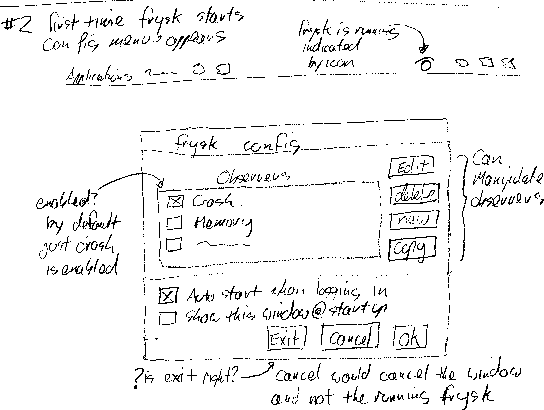 #2 first time frysk starts
config menus appears
frysk is running
indicated
by icon
Applications
frysk config
Observers
Edit
Crash
delete
Memory
new
copy
Can
Manipulate
observers
enabled?
by default
just crash
is enabled
Auto start when logging in
Show this window @ startup
Exit Cancel Ok
? is exit right?
cancel would cancel the window
and not the running frysk